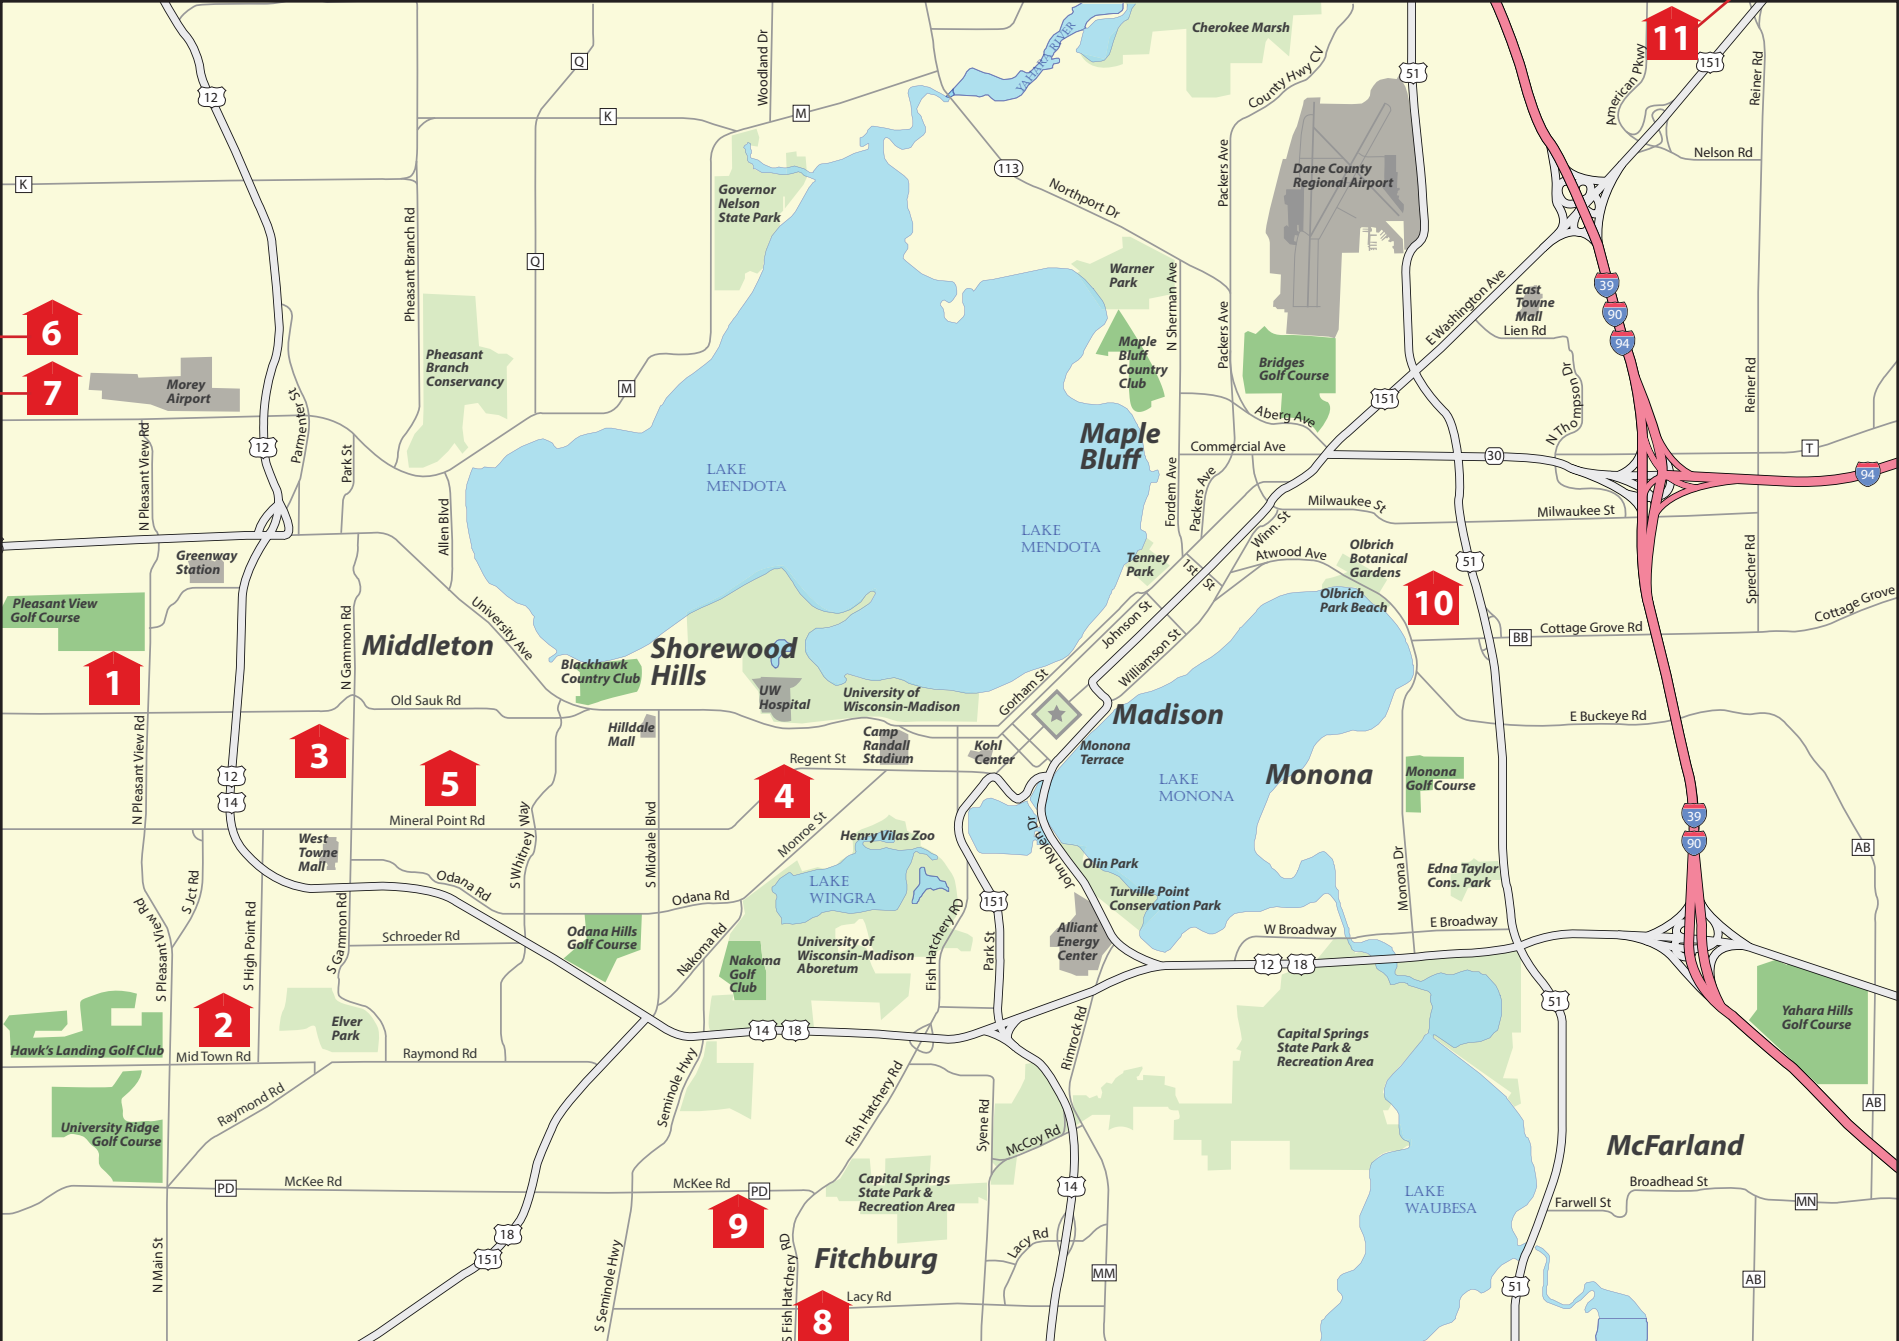 Cherokee Marsh
YAHARA RIVER
County Hwy CV
51
11
151
American Pkwy
Reiner Rd
Woodland Dr
Q
12
K
M
Nelson Rd
113
Northport Dr
Packers Ave
Dane County
Regional Airport
K
Governor
Nelson
State Park
Pheasant Branch Rd
Q
Warner
Park
N Sherman Ave
East
Towne
Mall
39
90
94
E Washington Ave
Lien Rd
6
7
Morey
Airport
Parmenter St
Pheasant
Branch
Conservancy
M
Maple
Bluff
Country
Club
Packers Ave
Bridges
Golf Course
151
N Thompson Dr
Reiner Rd
Aberg Ave
Maple
Bluff
Commercial Ave
30
T
94
12
N Pleasant View Rd
Park St
LAKE
MENDOTA
Fordem Ave
Packers Ave
Milwaukee St
Milwaukee St
Allen Blvd
LAKE
MENDOTA
Winn. St
Atwood Ave
Olbrich
Botanical
Gardens
51
Greenway
Station
Tenney
Park
1st St
Olbrich
Park Beach
10
Sprecher Rd
Cottage Grove
Pleasant View
Golf Course
University Ave
Johnson St
BB
Cottage Grove Rd
N Gammon Rd
Middleton
Shorewood
Hills
Williamson St
1
Blackhawk
Country Club
UW
Hospital
University of
Wisconsin-Madison
Gorham St
Old Sauk Rd
Madison
E Buckeye Rd
N Pleasant View Rd
3
Hilldale
Mall
Camp
Randall
Stadium
Kohl
Center
Monona
Terrace
Regent St
12
14
5
4
LAKE
MONONA
Monona
Monona
Golf Course
Mineral Point Rd
S Whitney Way
S Midvale Blvd
Monroe St
Henry Vilas Zoo
John Nolen Dr
John Nolen
39
90
West
Towne
Mall
AB
Olin Park
Monona Dr
Edna Taylor
Cons. Park
S Jct Rd
Odana Rd
Odana Rd
LAKE
WINGRA
Turville Point
Conservation Park
151
S Pleasant View Rd
Rd
S High Point Rd
S Gammon Rd
Schroeder Rd
Odana Hills
Golf Course
Nakoma Rd
Nakoma
Golf
Club
University of
Wisconsin-Madison
Aboretum
Fish Hatchery RD
Park St
Alliant
Energy
Center
W Broadway
E Broadway
12
18
51
2
Elver
Park
14
18
Rimrock Rd
Capital Springs
State Park &
Recreation Area
Yahara Hills
Golf Course
Hawk's Landing Golf Club
Mid Town Rd
Raymond Rd
Raymond Rd
Seminole Hwy
Fish Hatchery Rd
Syene Rd
McCoy Rd
AB
University Ridge
Golf Course
McFarland
PD
McKee Rd
McKee Rd
PD
Capital Springs
State Park &
Recreation Area
14
LAKE
WAUBESA
Farwell St
Broadhead St
MN
9
18
151
N Main St
S Seminole Hwy
S Fish Hatchery RD
Fitchburg
Lacy Rd
MM
AB
51
8
Lacy Rd